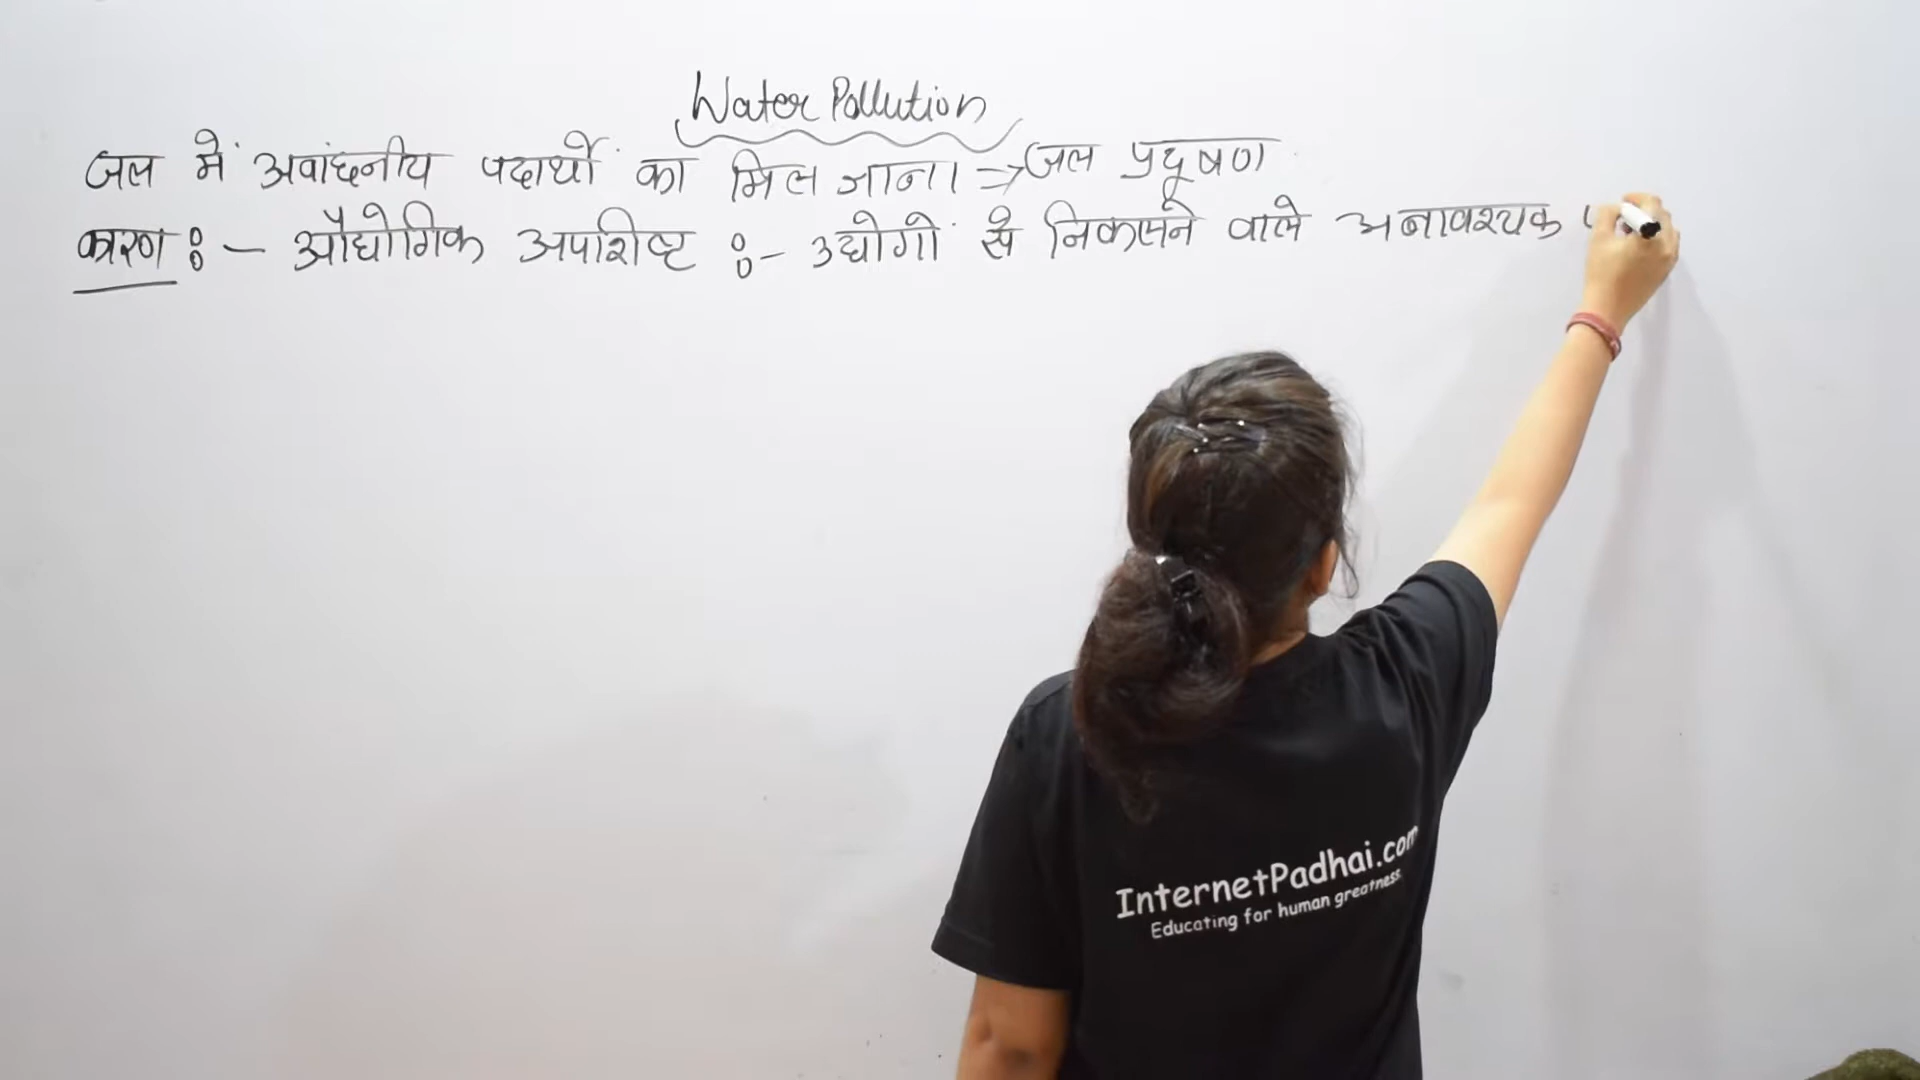 Water Pollution
जल में अवांछनीय पदार्थो का मिल जाना। => जल प्रदूषण
कारण :- औद्योगिक अपशिष्ट :- उद्योगो से निकलने वाले अनावश्यक
InternetPadhai.com
Educating for human greatness